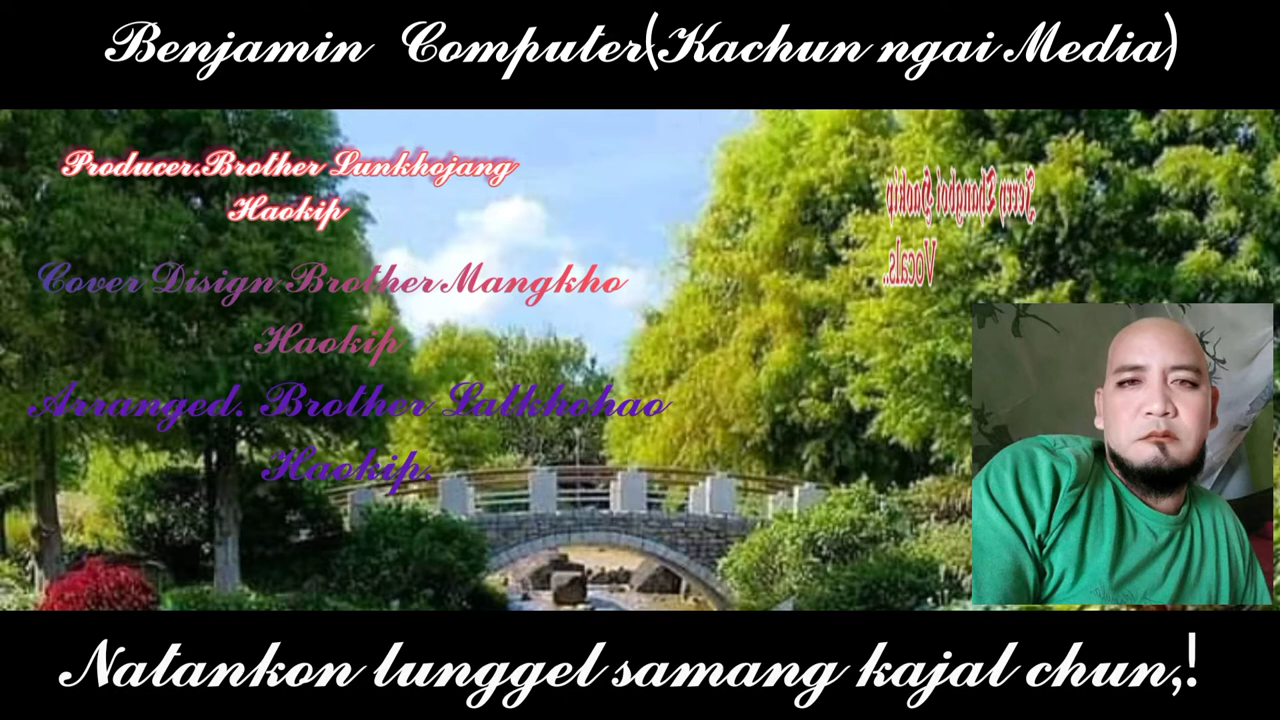 Benjamin Computer(Kachun ngai Media)
Producer.Brother Lunkhojang
Haokip
Cover Disign Brother Mangkho
Haokip
Arranged. Brother Lalkhohao
Haokip.
Haokip
Vocals..
Natankon lunggel samang kajal chun,!